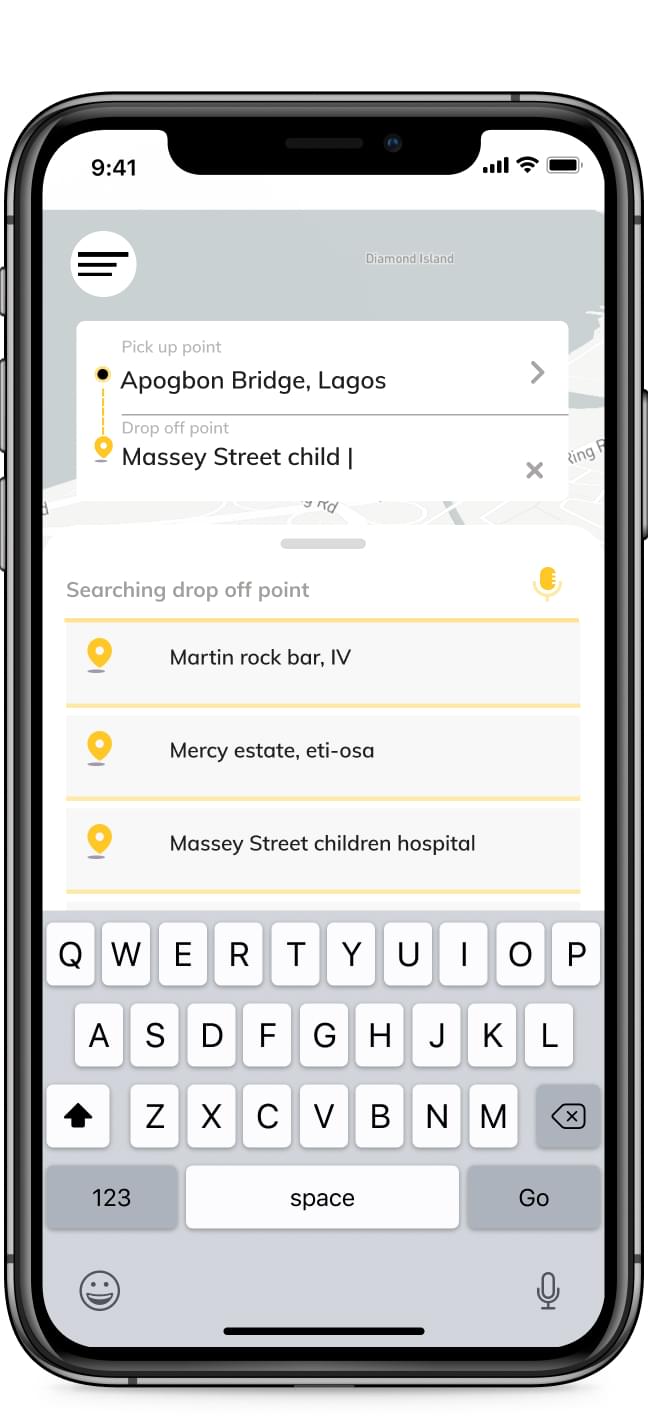 9:41
Diamond Island
Pick up point
Apogbon Bridge, Lagos
Drop off point
Massey Street child |
Ring R
g Rd
d
Searching drop off point
Martin rock bar, IV
Mercy estate, eti-osa
Massey Street children hospital
Q W E R T Y U I O P
A S D F G H J K L
Z X C V B N M
123 space Go